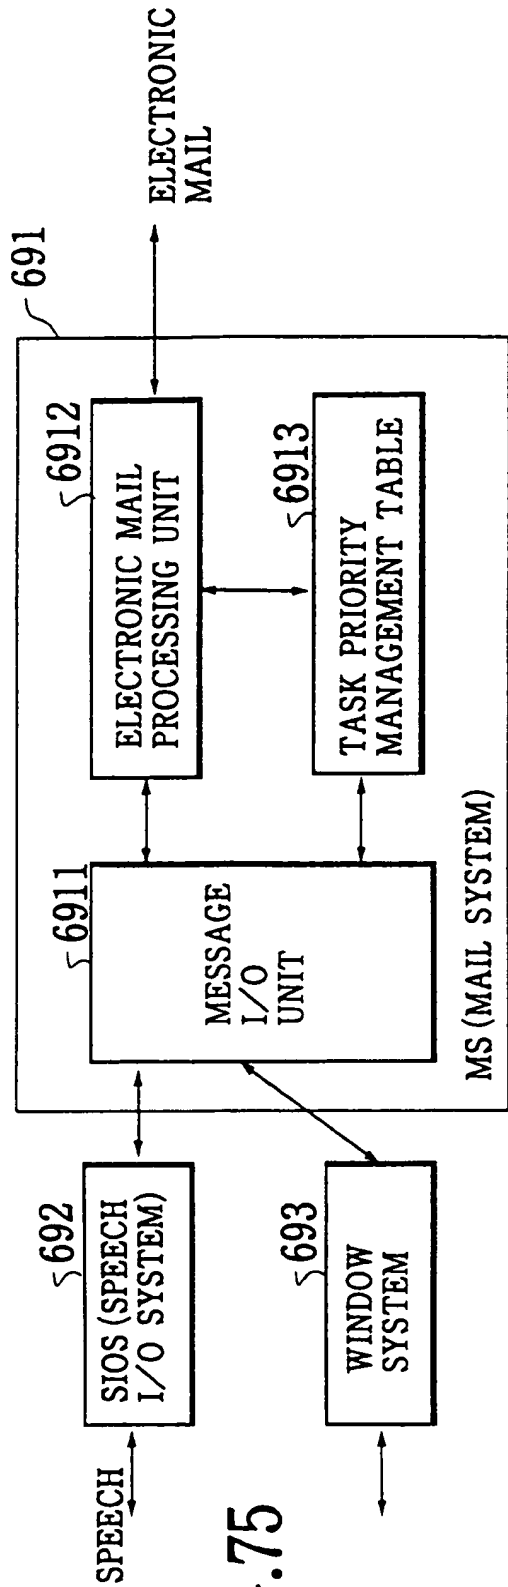 SPEECH
692
SIOS(SPEECH
I/O SYSTEM)
693
WINDOW
SYSTEM
691
6911
MESSAGE
I/O
UNIT
6912
ELECTRONIC MAIL
PROCESSING UNIT
6913
TASK PRIORITY
MANAGEMENT TABLE
MS(MAIL SYSTEM)
ELECTRONIC
MAIL
.75